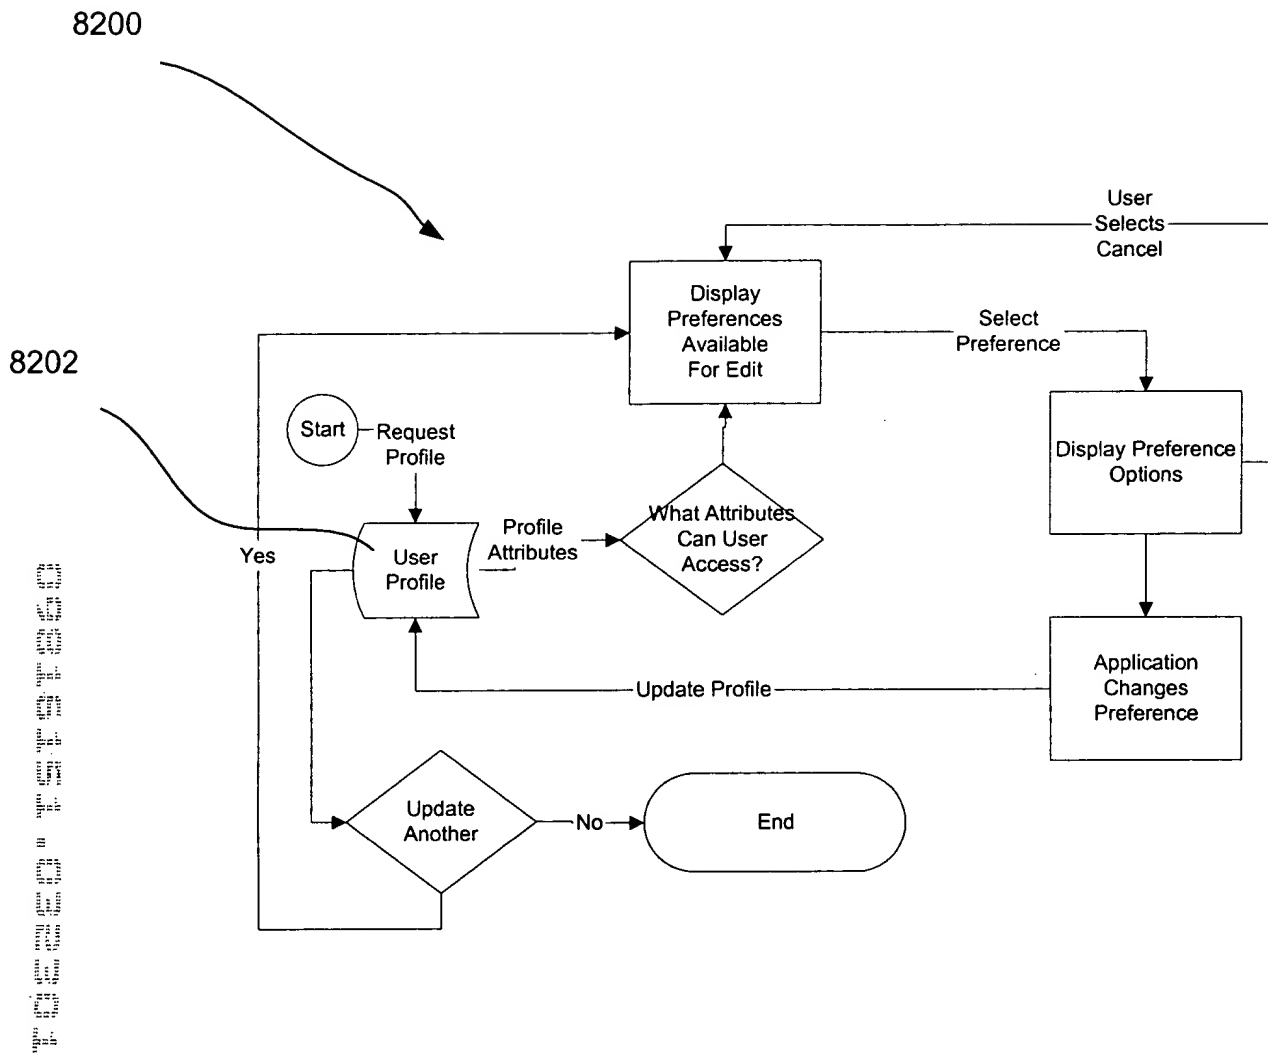 8200
User
Selects
Cancel
Display
Preferences
Available
For Edit
Select
Preference
8202
Start
Request
Profile
Display Preference
Options
What Attributes
Can User
Access?
Profile
Attributes
User
Profile
Yes
Application
Changes
Preference
Update Profile
Update
Another
No
End